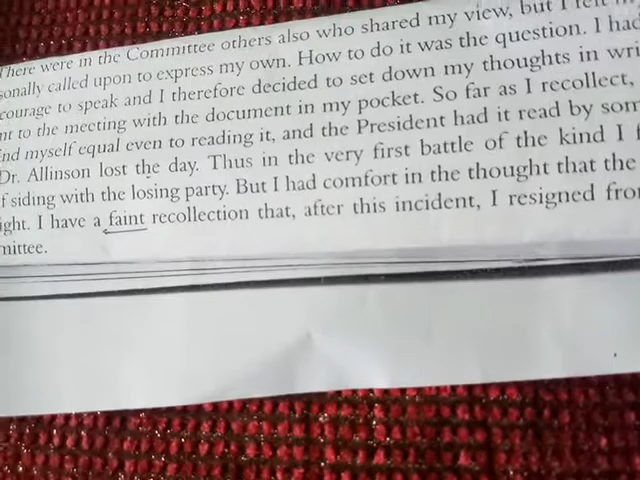 There were in the Committee others also who shared my view, but I felt
sonally called upon to express my own. How to do it was the question. I had
courage to speak and I therefore decided to set down my thoughts in wri
nt to the meeting with the document in my pocket. So far as I recollect,
ind myself equal even to reading it, and the President had it read by som
Dr. Allinson lost the day. Thus in the very first battle of the kind I f
f siding with the losing party. But I had comfort in the thought that the
ight. I have a faint recollection that, after this incident, I resigned fro
mittee.